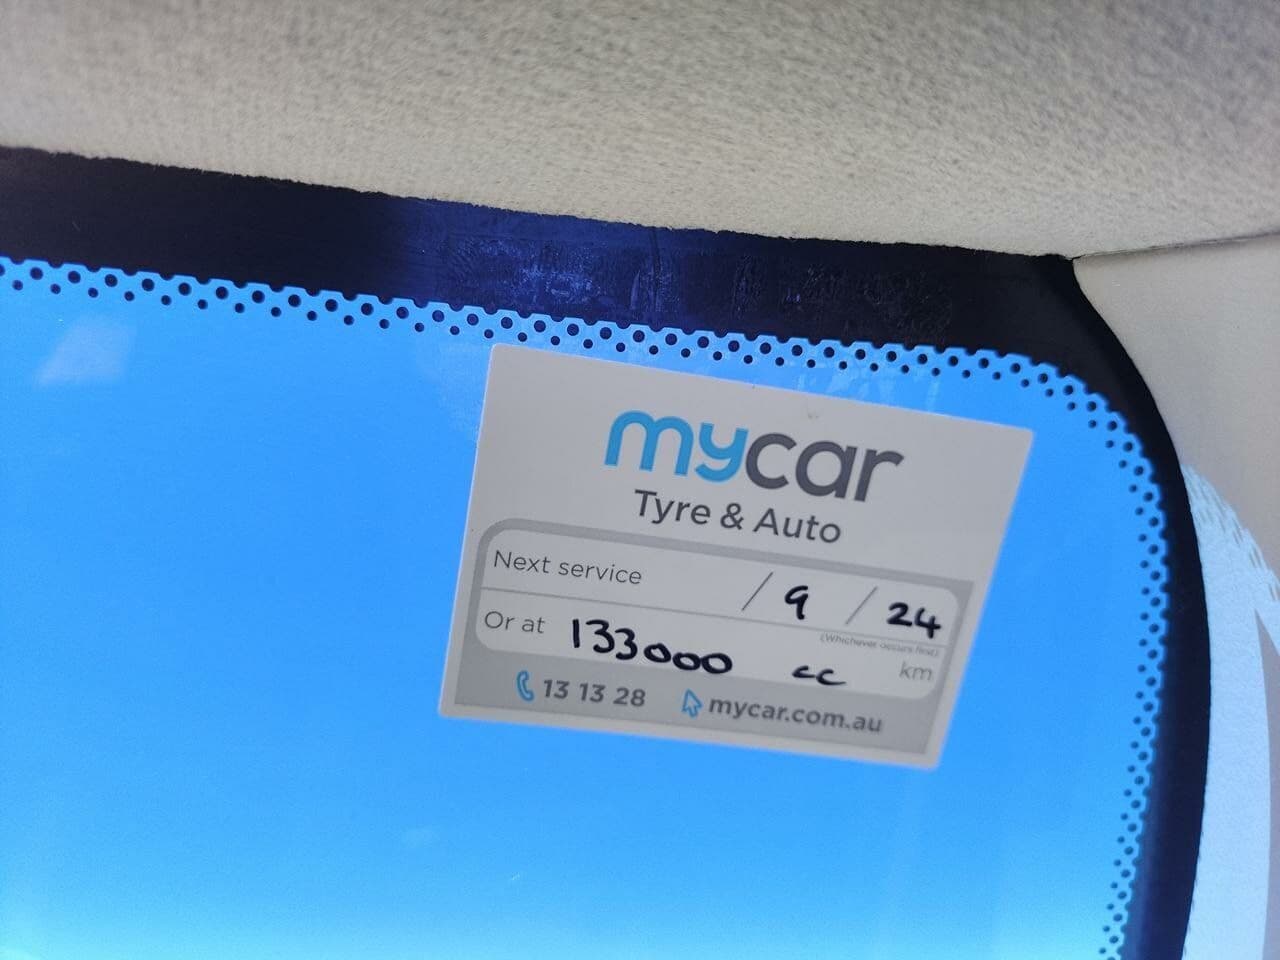 mycar
Tyre & Auto
Next service / 9 / 24
(Whichever occurs first)
Or at 133000 cc km
13 13 28 mycar.com.au